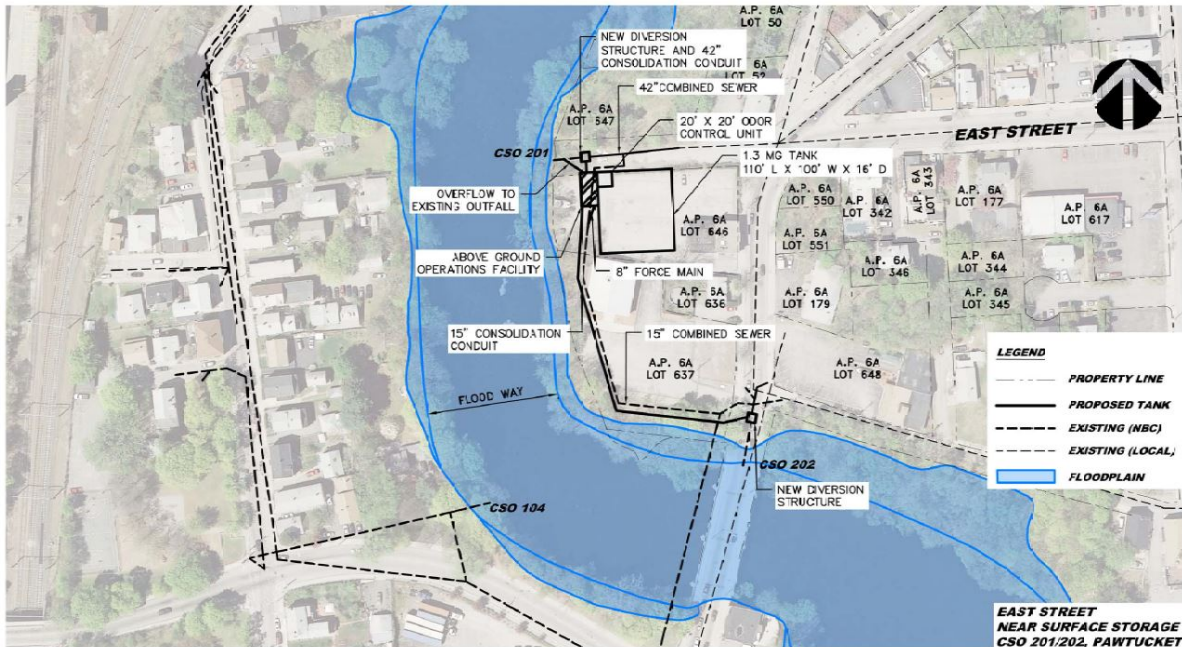 A.P. 6A
LOT 50
NEW DIVERSION
STRUCTURE AND 42"
CONSOLIDATION CONDUIT
LOT 52
42"COMBINED SEWER
A.P. 6A
LOT 647
20' X 20' ODOR
CONTROL UNIT
EAST STREET
CSO 201
1.3 MG TANK
110' L X 100' W X 16' D
OVERFLOW TO
EXISTING OUTFALL
A.P. 6A
LOT 550
A.P. 6A
LOT 342
A.P. 6A
LOT 343
A.P. 6A
LOT 177
A.P. 6A
LOT 617
A.P. 6A
LOT 646
LOT 551
A.P. 6A
ABOVE GROUND
OPERATIONS FACILITY
8" FORCE MAIN
A.P. 6A
LOT 346
A.P. 6A
LOT 344
A.P. 6A
LOT 636
A.P. 6A
LOT 179
A.P. 6A
LOT 345
15" CONSOLIDATION
CONDUIT
15" COMBINED SEWER
A.P. 6A
LOT 637
A.P. 6A
LOT 648
FLOOD WAY
LEGEND
PROPERTY LINE
PROPOSED TANK
EXISTING (NBC)
EXISTING (LOCAL)
FLOODPLAIN
CSO 202
NEW DIVERSION
STRUCTURE
CSO 104
EAST STREET
NEAR SURFACE STORAGE
CSO 201/202, PAWTUCKET